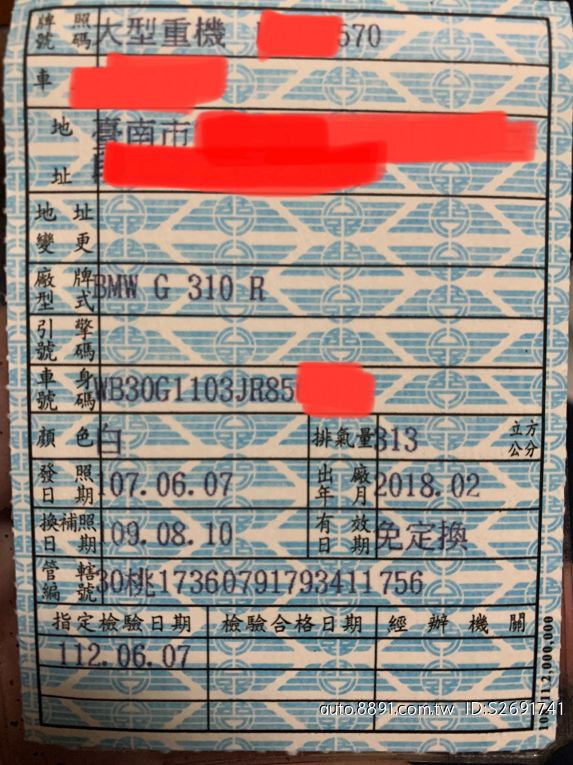 牌照號碼 大型重機 570
車
地址 臺南市
地址變更
廠牌型式 BMW G 310 R
引擎號碼
車身號碼 WB30G1103JR85
顏色 白 排氣量 313 立方公分
發照日期 107.06.07 出廠年月 2018.02
換補照日期 109.08.10 有效日期 免定換
管轄編號 30桃17360791793411756
指定檢驗日期 檢驗合格日期 經辦機關
112.06.07
auto.8891.com.tw ID:S2691741